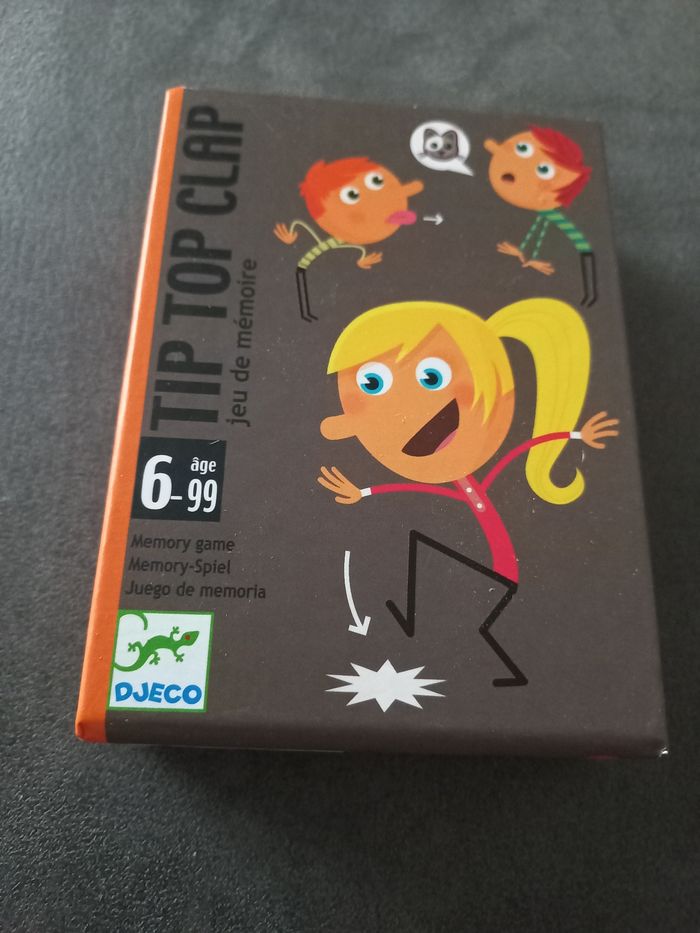 TIP TOP CLAP
jeu de mémoire
âge
6-99
Memory game
Memory-Spiel
Juego de memoria
DJECO